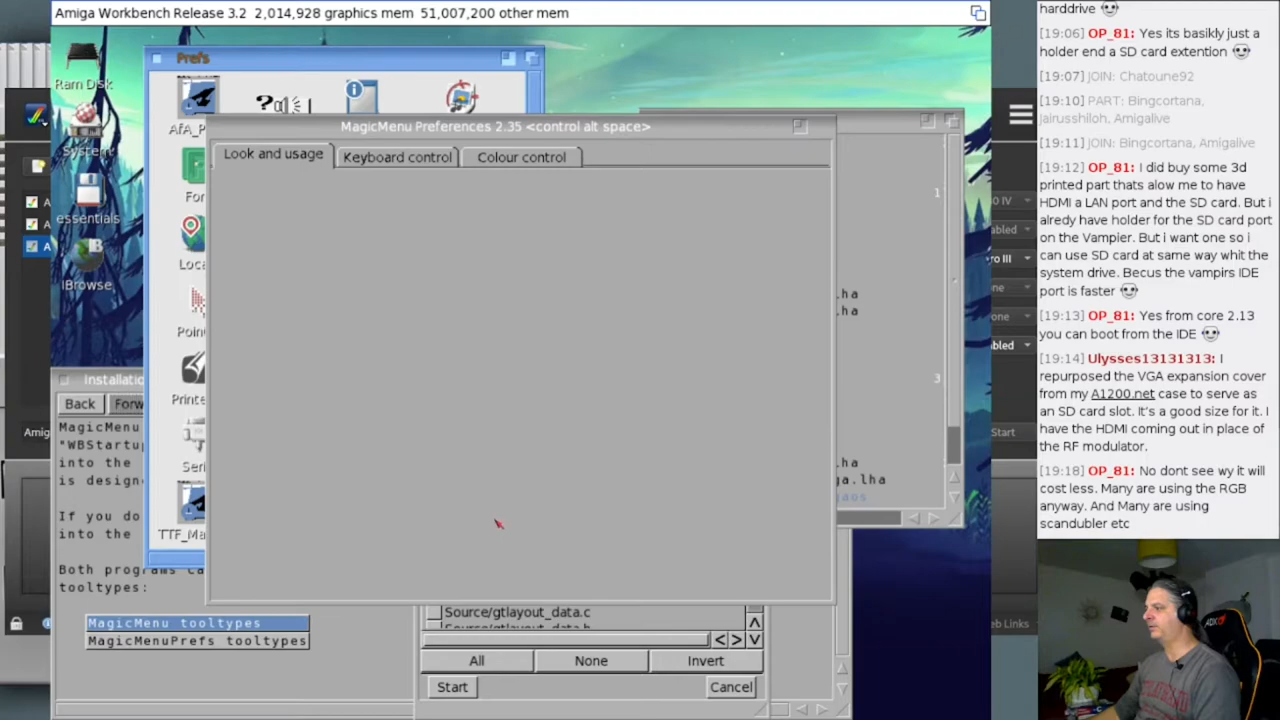 Amiga Workbench Release 3.2 2,014,928 graphics mem 51,007,200 other mem
Prefs
Ram Disk
System
essentials
IBrowse
MagicMenu Preferences 2.35 <control alt space>
Look and usage
Keyboard control
Colour control
Installation
Back
MagicMenu
into the
is design
If you do
into the
Both programs
tooltypes:
MagicMenu tooltypes
MagicMenuPrefs tooltypes
1
.lha
.lha
3
.lha
ga.lha
gaos
Source/gtlayout_data.c
Source/gtlayout_data.h
All
None
Invert
Start
Cancel
Start
Web Links
harddrive
[19:06] OP_81: Yes its basikly just a
holder end a SD card extention
[19:07] JOIN: Chatoune92
[19:10] PART: Bingcortana,
Jairusshiloh, Amigalive
[19:11] JOIN: Bingcortana, Amigalive
[19:12] OP_81: I did buy some 3d
printed part thats alow me to have
HDMI a LAN port and the SD card. But i
alredy have holder for the SD card port
on the Vampier. But i want one so i
can use SD card at same way whit the
system drive. Becus the vampirs IDE
port is faster
[19:13] OP_81: Yes from core 2.13
you can boot from the IDE
[19:14] Ulysses13131313: I
repurposed the VGA expansion cover
from my A1200.net case to serve as
an SD card slot. It's a good size for it. I
have the HDMI coming out in place of
the RF modulator.
[19:18] OP_81: No dont see wy it will
cost less. Many are using the RGB
anyway. And Many are using
scandubler etc